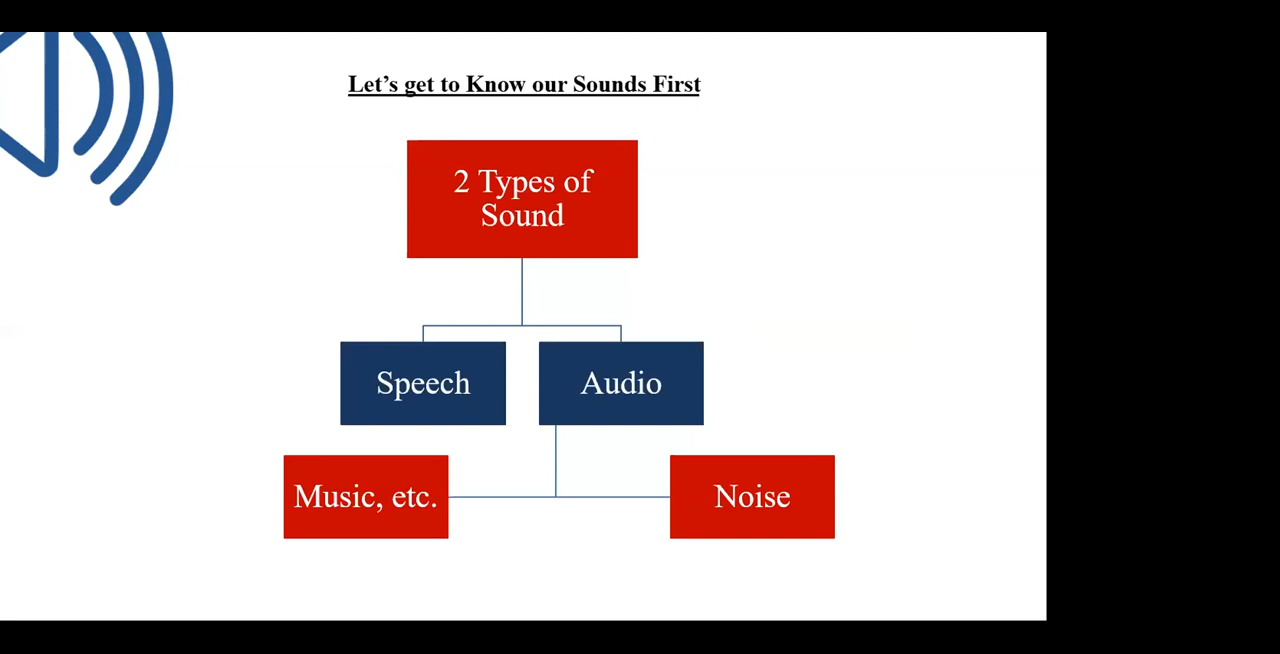 Let’s get to Know our Sounds First
2 Types of
Sound
Speech
Audio
Music, etc.
Noise